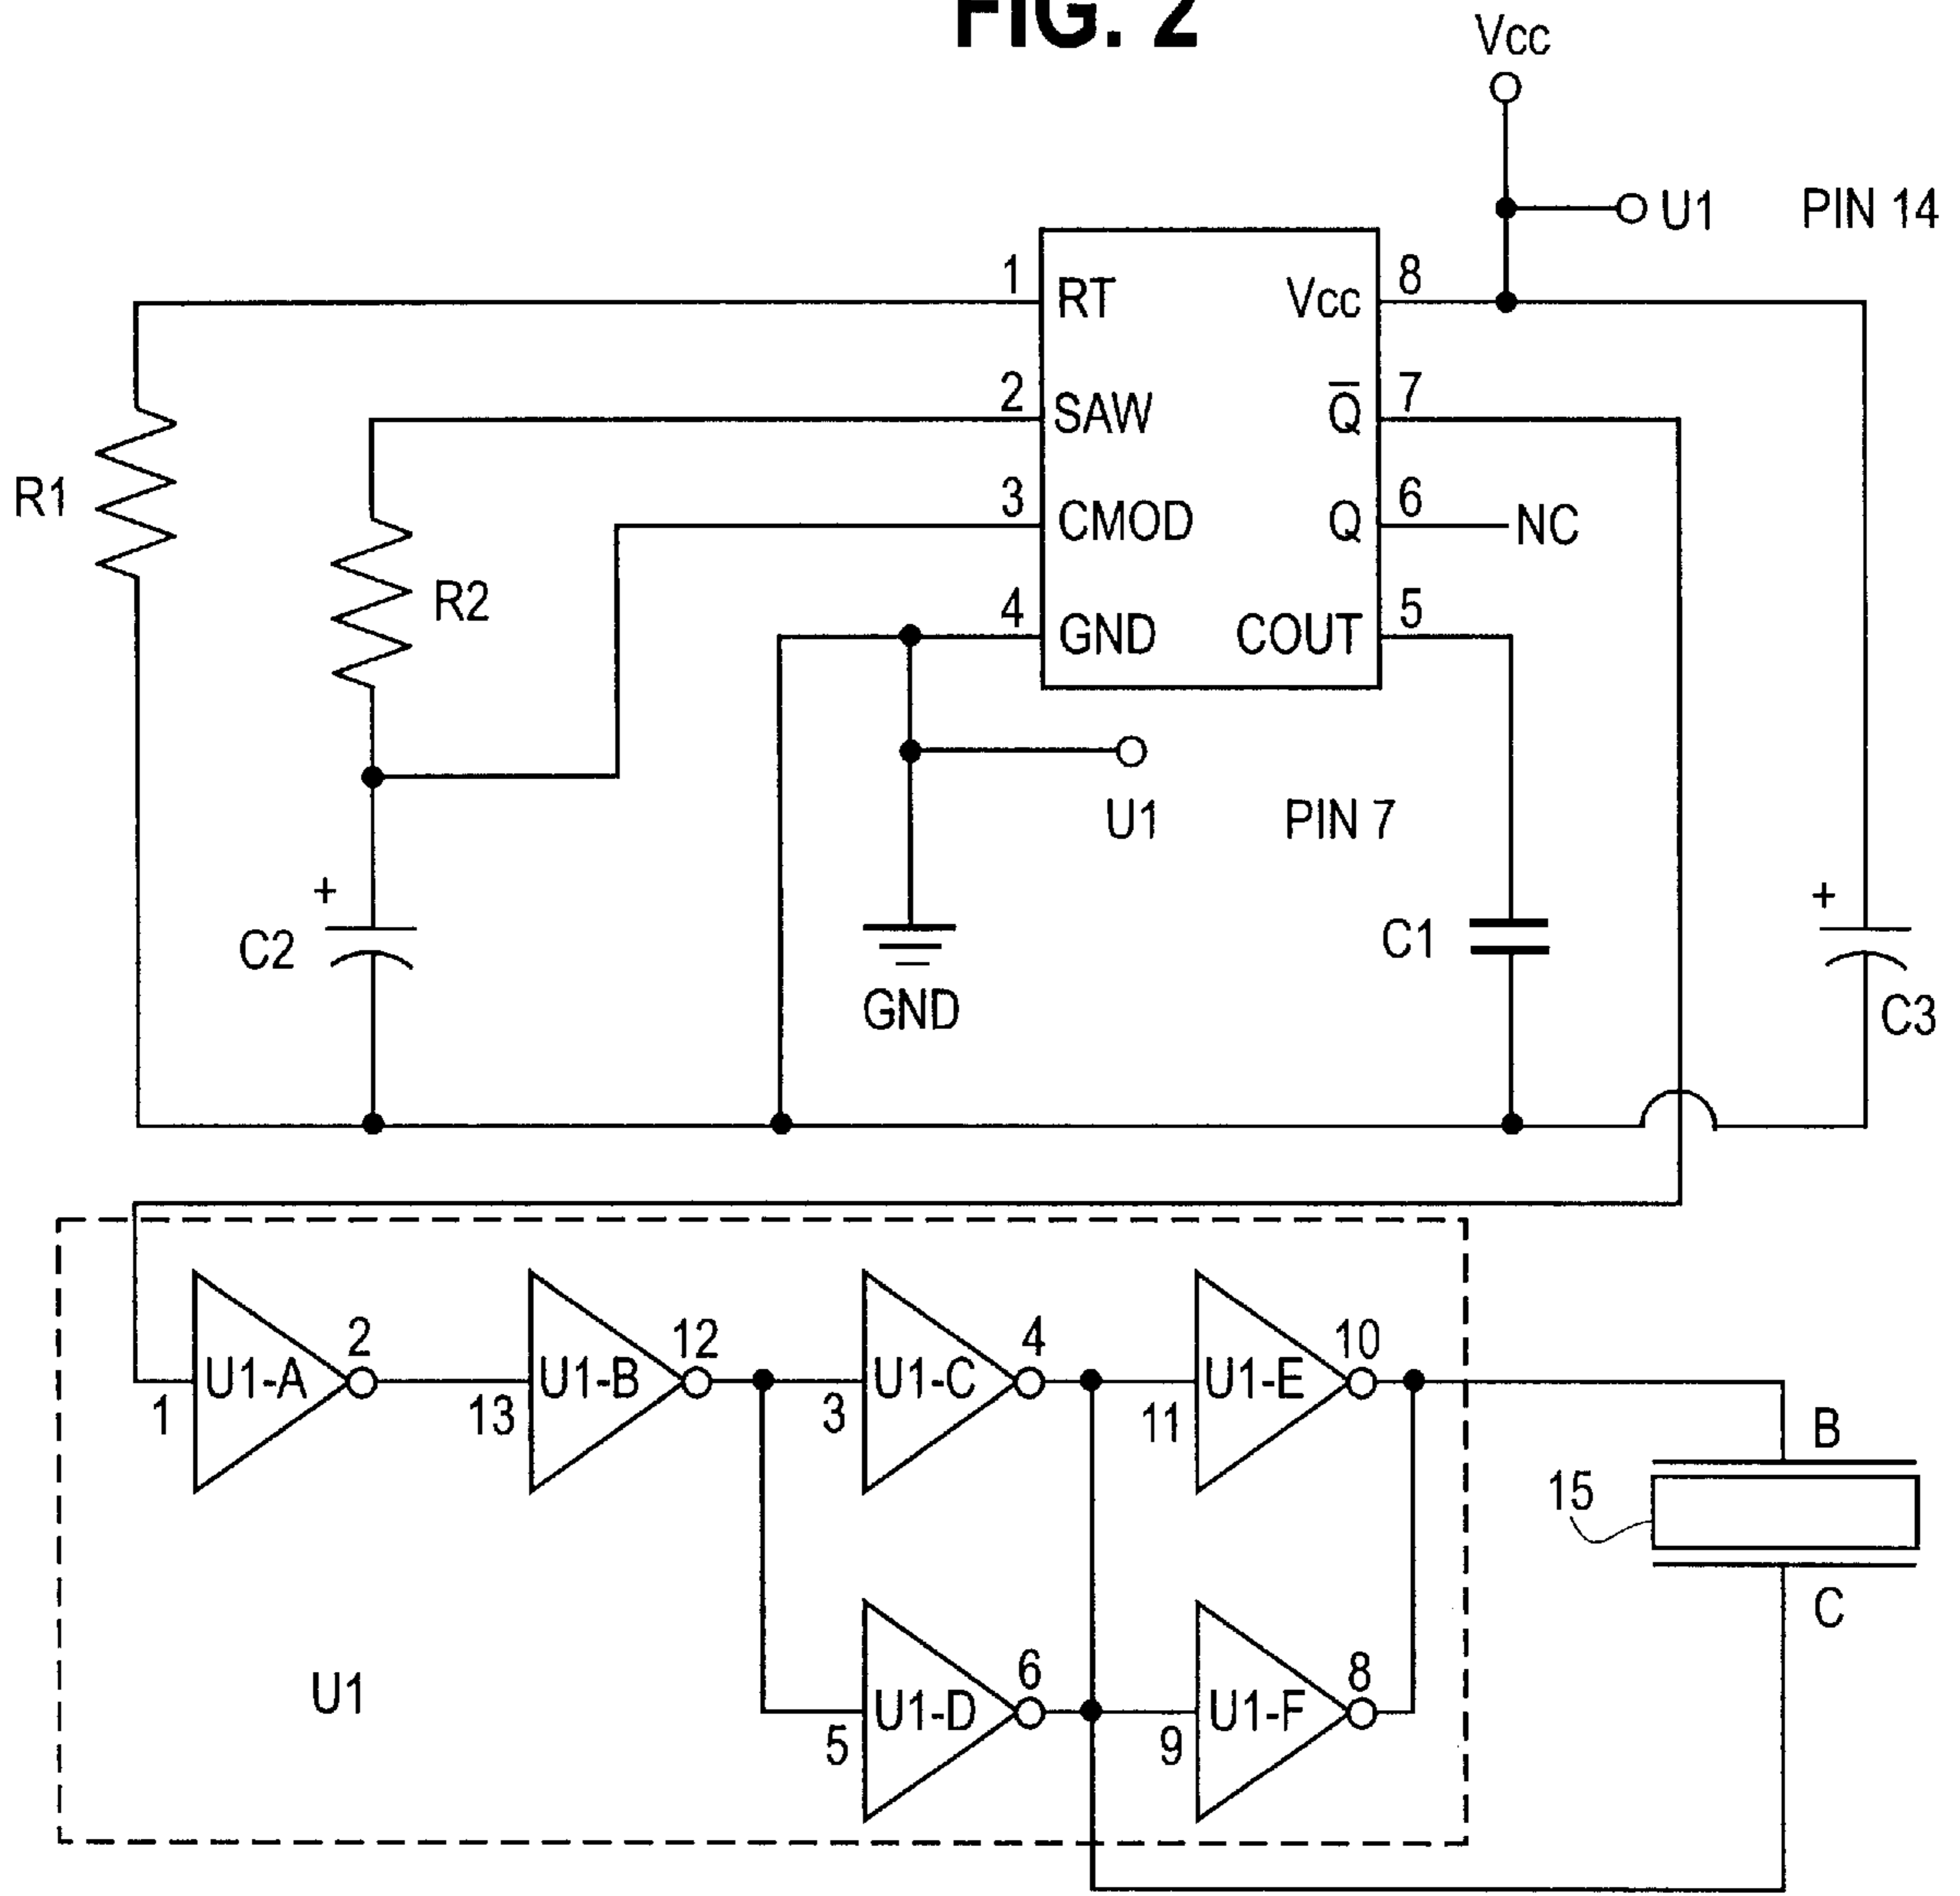 FIG. 2
Vcc
U1 PIN 14
1 RT Vcc 8
2 SAW Q̅ 7
R1
3 CMOD Q 6 NC
R2
4 GND COUT 5
U1 PIN 7
+
+
C2
C1
GND
C3
2
12
4
10
U1-A
U1-B
U1-C
U1-E
1
13
3
11
B
15
C
6
8
U1
U1-D
U1-F
5
9